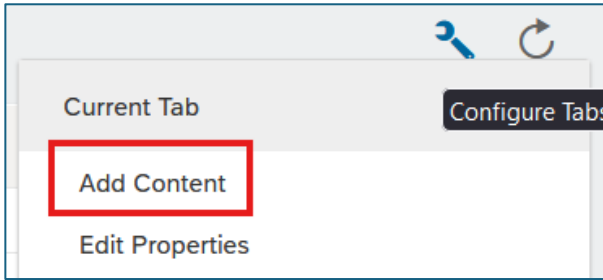 Current Tab
Configure Tabs
Add Content
Edit Properties